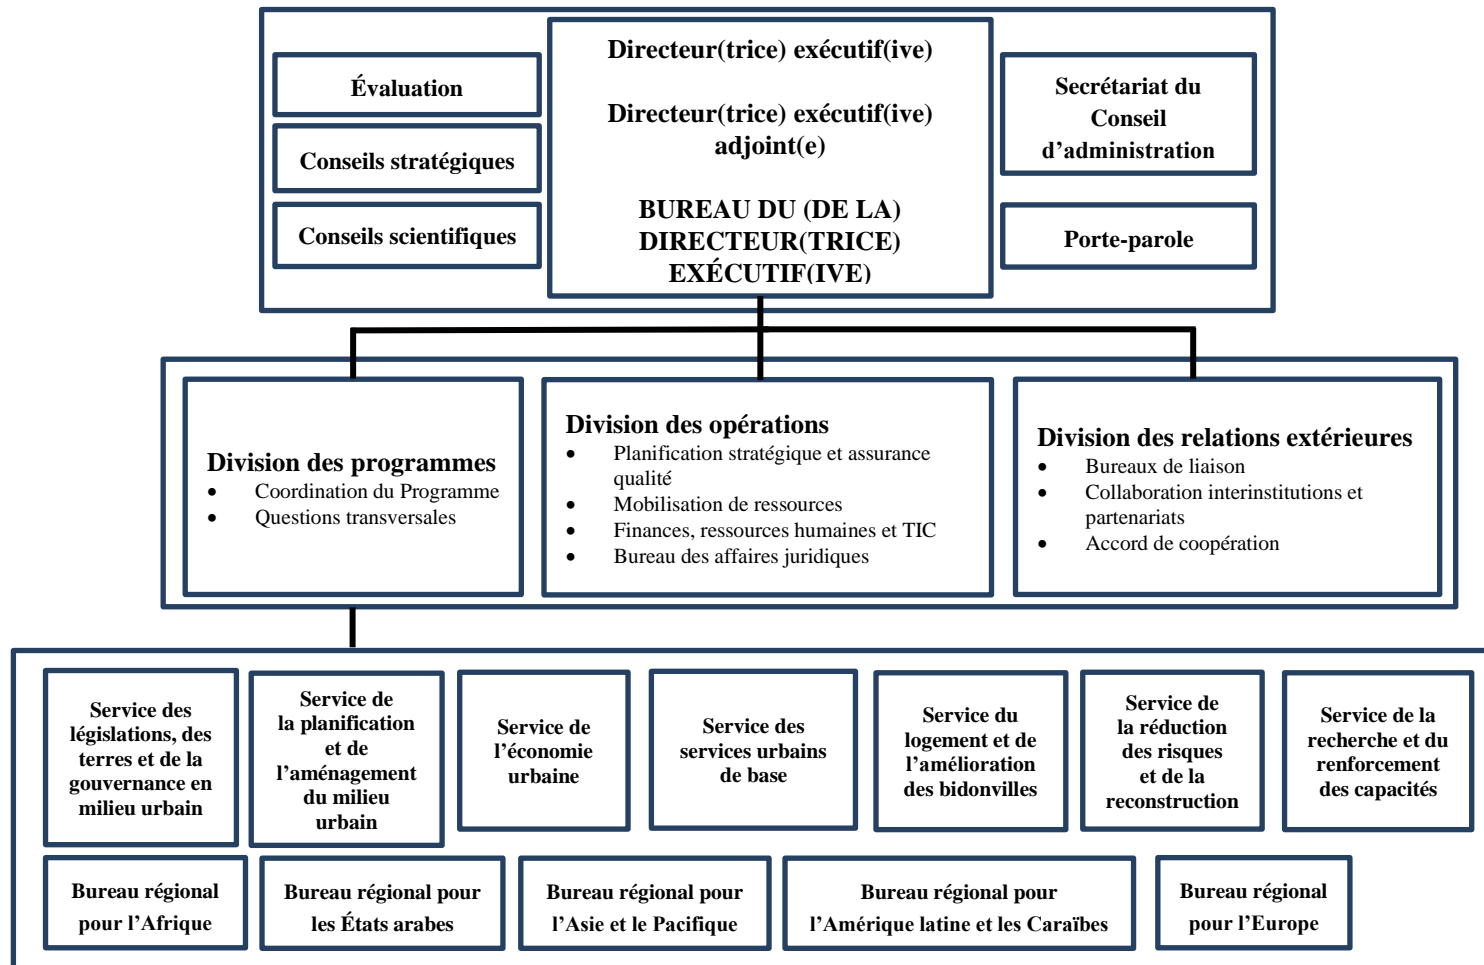 Évaluation
Conseils stratégiques
Conseils scientifiques
Directeur(trice) exécutif(ive)
Directeur(trice) exécutif(ive)
adjoint(e)
BUREAU DU (DE LA)
DIRECTEUR(TRICE)
EXÉCUTIF(IVE)
Secrétariat du
Conseil
d’administration
Porte-parole
Division des programmes
• Coordination du Programme
• Questions transversales
Division des opérations
• Planification stratégique et assurance
qualité
• Mobilisation de ressources
• Finances, ressources humaines et TIC
• Bureau des affaires juridiques
Division des relations extérieures
• Bureaux de liaison
• Collaboration interinstitutions et
partenariats
• Accord de coopération
Service des
législations, des
terres et de la
gouvernance en
milieu urbain
Service de
la planification
et de
l’aménagement
du milieu
urbain
Service de
l’économie
urbaine
Service des
services urbains
de base
Service du
logement et de
l’amélioration
des bidonvilles
Service de
la réduction
des risques
et de la
reconstruction
Service de la
recherche et du
renforcement
des capacités
Bureau régional
pour l’Afrique
Bureau régional pour
les États arabes
Bureau régional pour
l’Asie et le Pacifique
Bureau régional pour
l’Amérique latine et les Caraïbes
Bureau régional
pour l’Europe